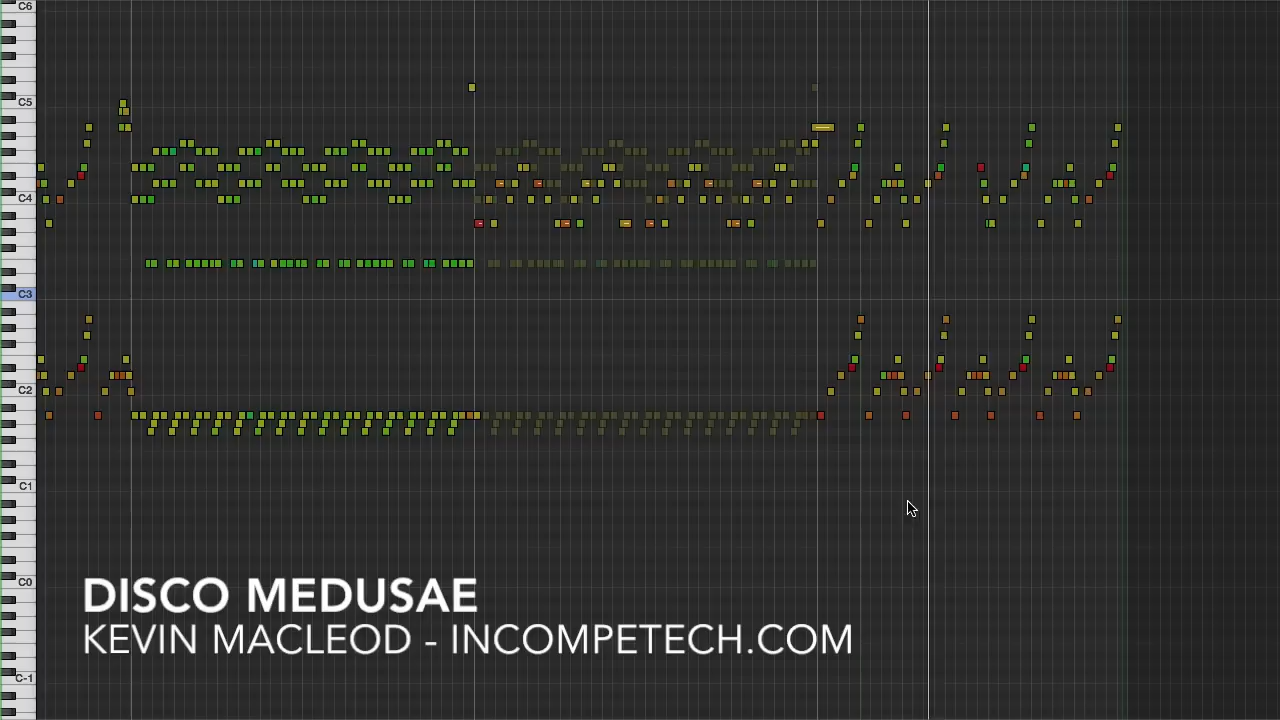 C6
C5
C4
C3
C2
C1
C0
C-1
DISCO MEDUSAE
KEVIN MACLEOD - INCOMPETECH.COM